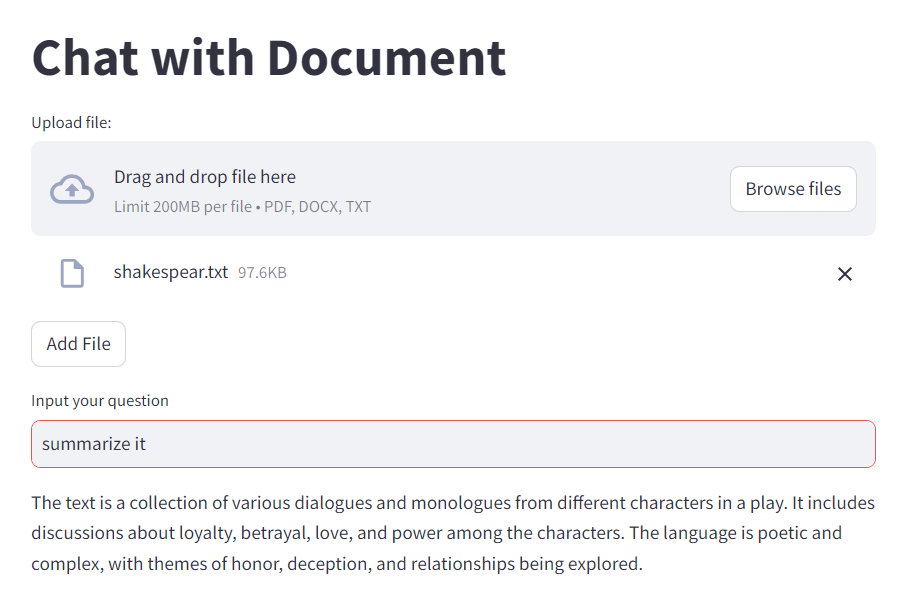 Chat with Document
Upload file:
Drag and drop file here
Limit 200MB per file • PDF, DOCX, TXT
Browse files
shakespear.txt 97.6KB
Add File
Input your question
summarize it
The text is a collection of various dialogues and monologues from different characters in a play. It includes
discussions about loyalty, betrayal, love, and power among the characters. The language is poetic and
complex, with themes of honor, deception, and relationships being explored.